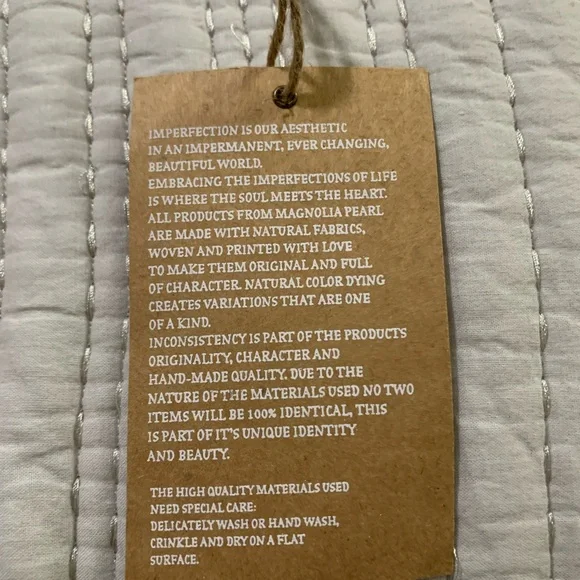 IMPERFECTION IS OUR AESTHETIC
IN AN IMPERMANENT, EVER CHANGING,
BEAUTIFUL WORLD.
EMBRACING THE IMPERFECTIONS OF LIFE
IS WHERE THE SOUL MEETS THE HEART.
ALL PRODUCTS FROM MAGNOLIA PEARL
ARE MADE WITH NATURAL FABRICS,
WOVEN AND PRINTED WITH LOVE
TO MAKE THEM ORIGINAL AND FULL
OF CHARACTER. NATURAL COLOR DYING
CREATES VARIATIONS THAT ARE ONE
OF A KIND.
INCONSISTENCY IS PART OF THE PRODUCTS
ORIGINALITY, CHARACTER AND
HAND-MADE QUALITY. DUE TO THE
NATURE OF THE MATERIALS USED NO TWO
ITEMS WILL BE 100% IDENTICAL, THIS
IS PART OF IT'S UNIQUE IDENTITY
AND BEAUTY.
THE HIGH QUALITY MATERIALS USED
NEED SPECIAL CARE:
DELICATELY WASH OR HAND WASH,
CRINKLE AND DRY ON A FLAT
SURFACE.